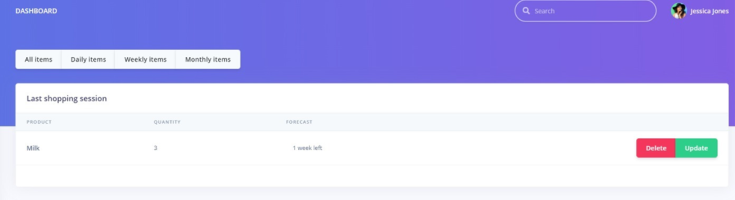 DASHBOARD
Search
Jessica Jones
All items Daily items Weekly items Monthly items
Last shopping session
PRODUCT QUANTITY FORECAST
Milk 3 1 week left Delete Update